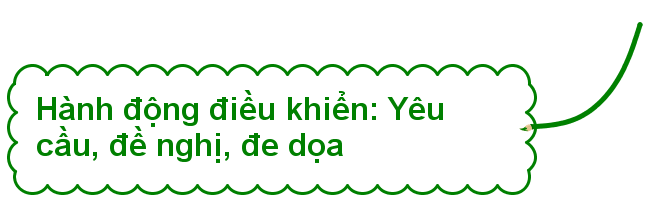 Hành động điều khiển: Yêu
cầu, đề nghị, đe dọa